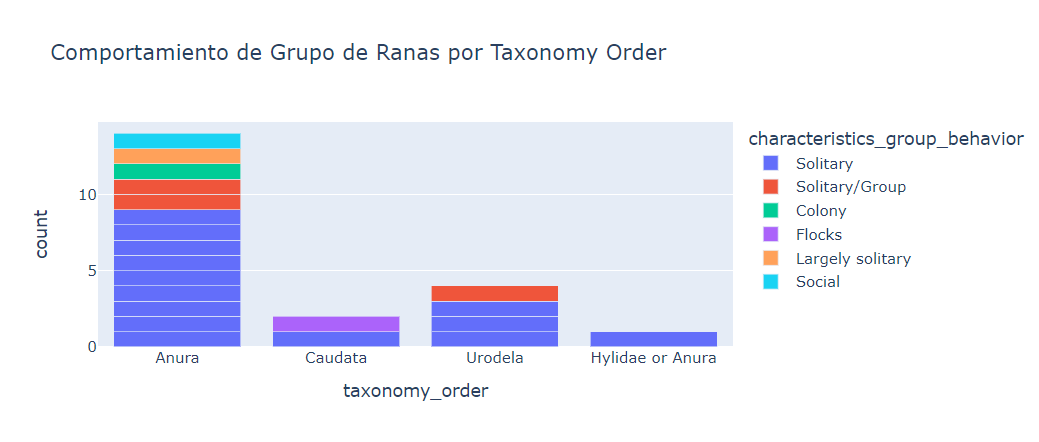 Comportamiento de Grupo de Ranas por Taxonomy Order
count
10
5
0
Anura
Caudata
Urodela
Hylidae or Anura
taxonomy_order
characteristics_group_behavior
Solitary
Solitary/Group
Colony
Flocks
Largely solitary
Social